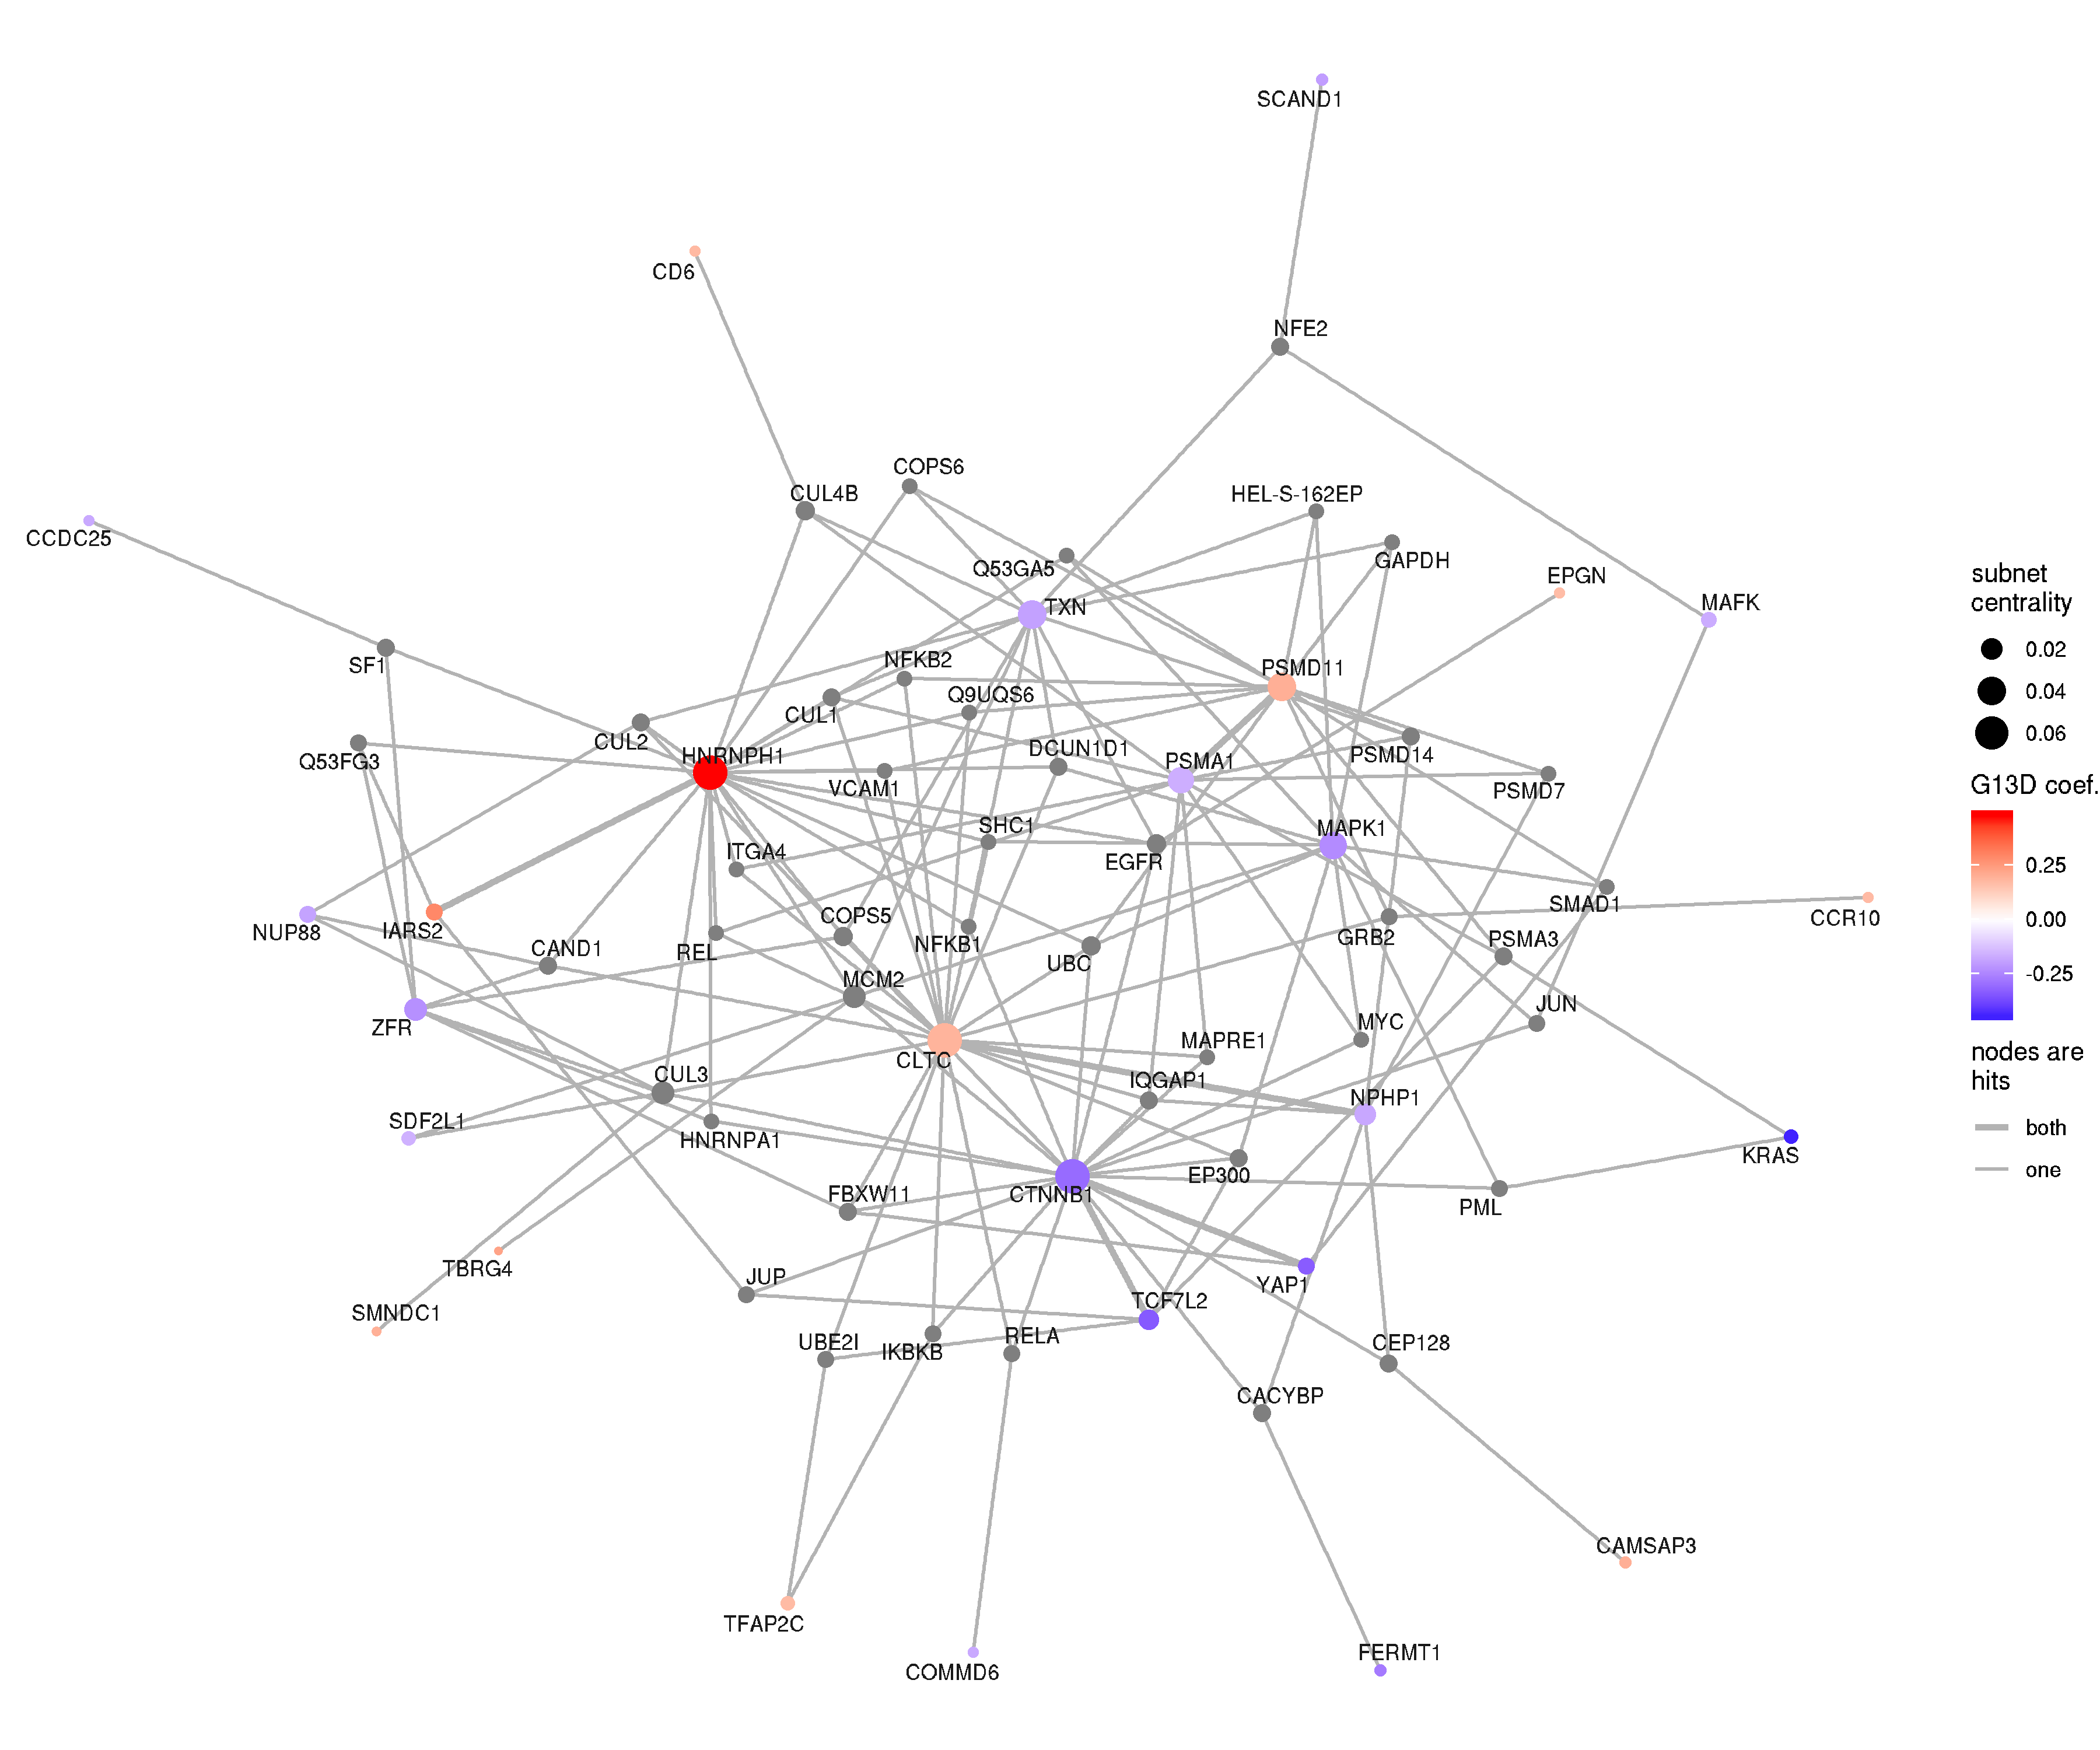 SCAND1
CD6
NFE2
COPS6
CUL4B
HEL-S-162EP
CCDC25
GAPDH
Q53GA5
EPGN
TXN
MAFK
SF1
NFKB2
PSMD11
Q9UQS6
CUL1
CUL2
HNRNPH1
DCUN1D1
PSMD14
Q53FG3
PSMA1
VCAM1
PSMD7
SHC1
MAPK1
ITGA4
EGFR
SMAD1
COPS5
CCR10
NUP88
IARS2
GRB2
PSMA3
NFKB1
CAND1
REL
UBC
MCM2
JUN
ZFR
MYC
MAPRE1
CLTC
CUL3
IQGAP1
NPHP1
SDF2L1
HNRNPA1
KRAS
EP300
FBXW11
CTNNB1
PML
TBRG4
JUP
YAP1
TCF7L2
SMNDC1
UBE2I
RELA
CEP128
IKBKB
CACYBP
CAMSAP3
TFAP2C
FERMT1
COMMD6
subnet
centrality
0.02
0.04
0.06
G13D coef.
0.25
0.00
-0.25
nodes are
hits
both
one